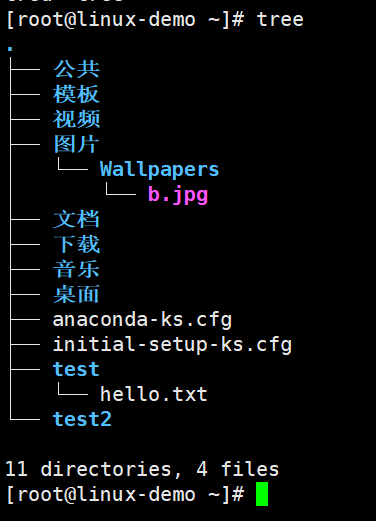 [root@linux-demo ~]# tree
.
├── 公共
├── 模板
├── 视频
├── 图片
│   └── Wallpapers
│       └── b.jpg
├── 文档
├── 下载
├── 音乐
├── 桌面
├── anaconda-ks.cfg
├── initial-setup-ks.cfg
├── test
│   └── hello.txt
└── test2
11 directories, 4 files
[root@linux-demo ~]#